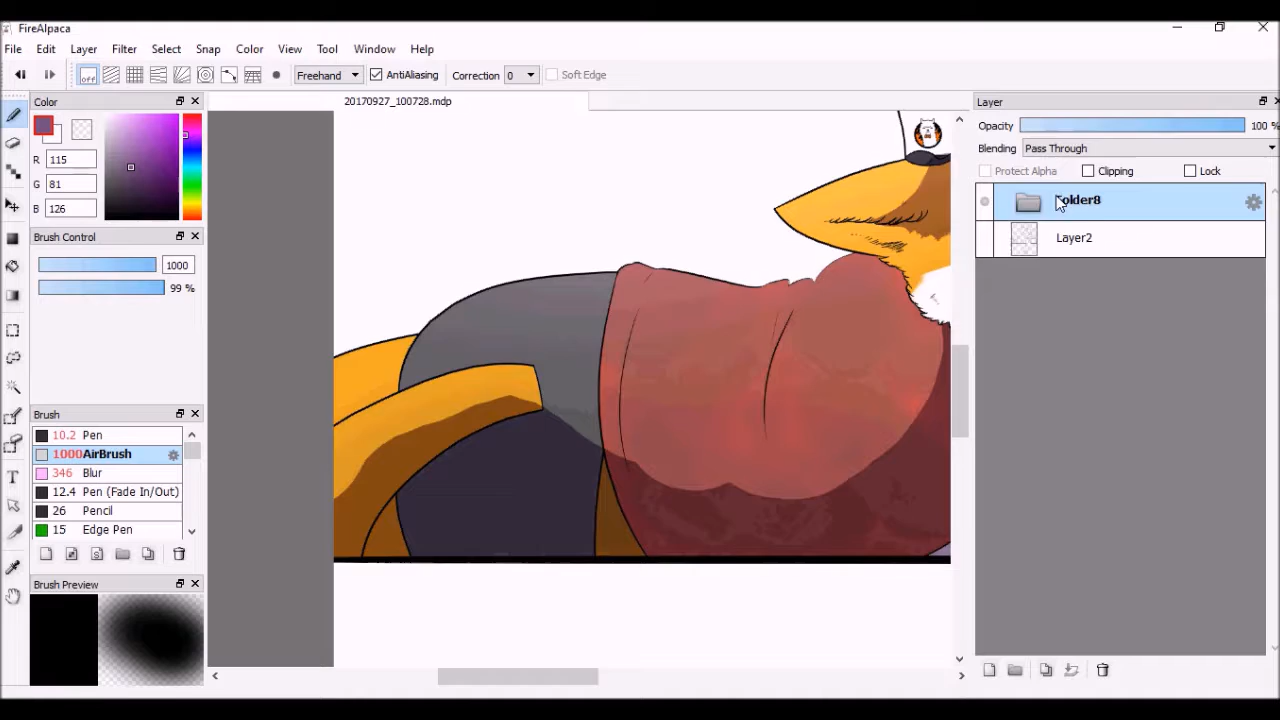 FireAlpaca
File Edit Layer Filter Select Snap Color View Tool Window Help
off Freehand AntiAliasing Correction 0 Soft Edge
Color
20170927_100728.mdp
Layer
Opacity 100 %
Blending Pass Through
Protect Alpha Clipping Lock
R 115
G 81
B 126
Layer2
Brush Control
1000
99 %
Brush
10.2 Pen
1000 AirBrush
346 Blur
12.4 Pen (Fade In/Out)
26 Pencil
15 Edge Pen
Brush Preview